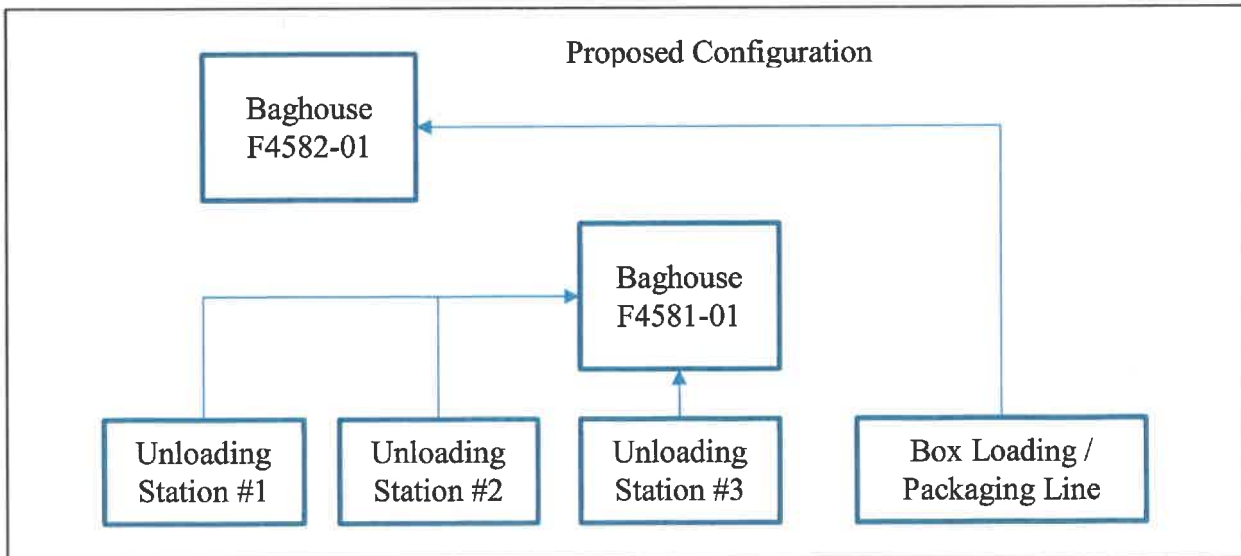 Proposed Configuration
Baghouse
F4582-01
Baghouse
F4581-01
Unloading
Station #1
Unloading
Station #2
Unloading
Station #3
Box Loading /
Packaging Line